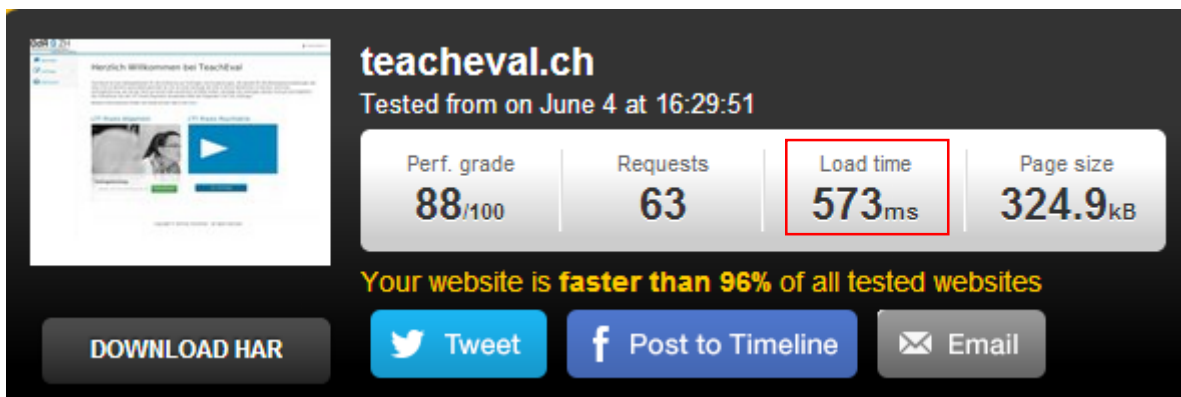 Herzlich Willkommen bei TeachEval
teacheval.ch
Tested from on June 4 at 16:29:51
Perf. grade Requests Load time Page size
88/100 63 573ms 324.9kB
Your website is faster than 96% of all tested websites
DOWNLOAD HAR
Tweet
Post to Timeline
Email